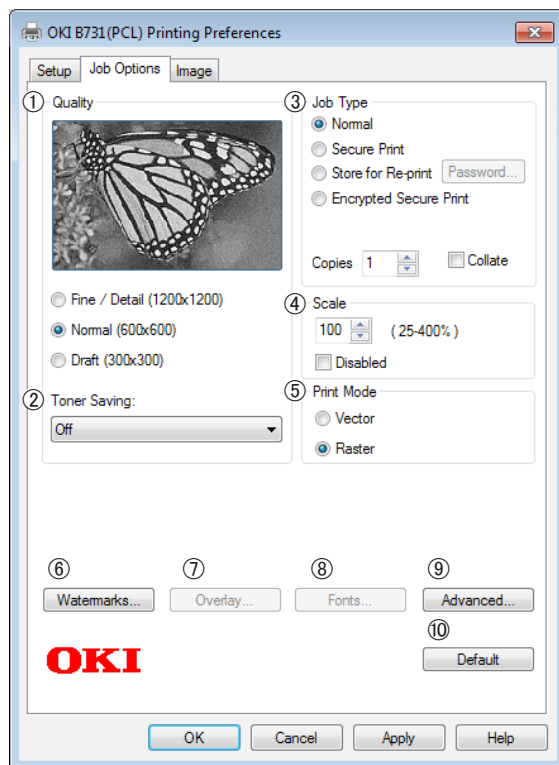 OKI B731(PCL) Printing Preferences
Setup
Job Options
Image
① Quality
Fine / Detail (1200x1200)
Normal (600x600)
Draft (300x300)
② Toner Saving:
Off
③ Job Type
Normal
Secure Print
Store for Re-print
Password...
Encrypted Secure Print
Copies 1
Collate
④ Scale
100 ( 25-400% )
Disabled
⑤ Print Mode
Vector
Raster
⑥ ⑦ ⑧ ⑨
Watermarks... Overlay... Fonts... Advanced...
⑩
OKI
Default
OK Cancel Apply Help